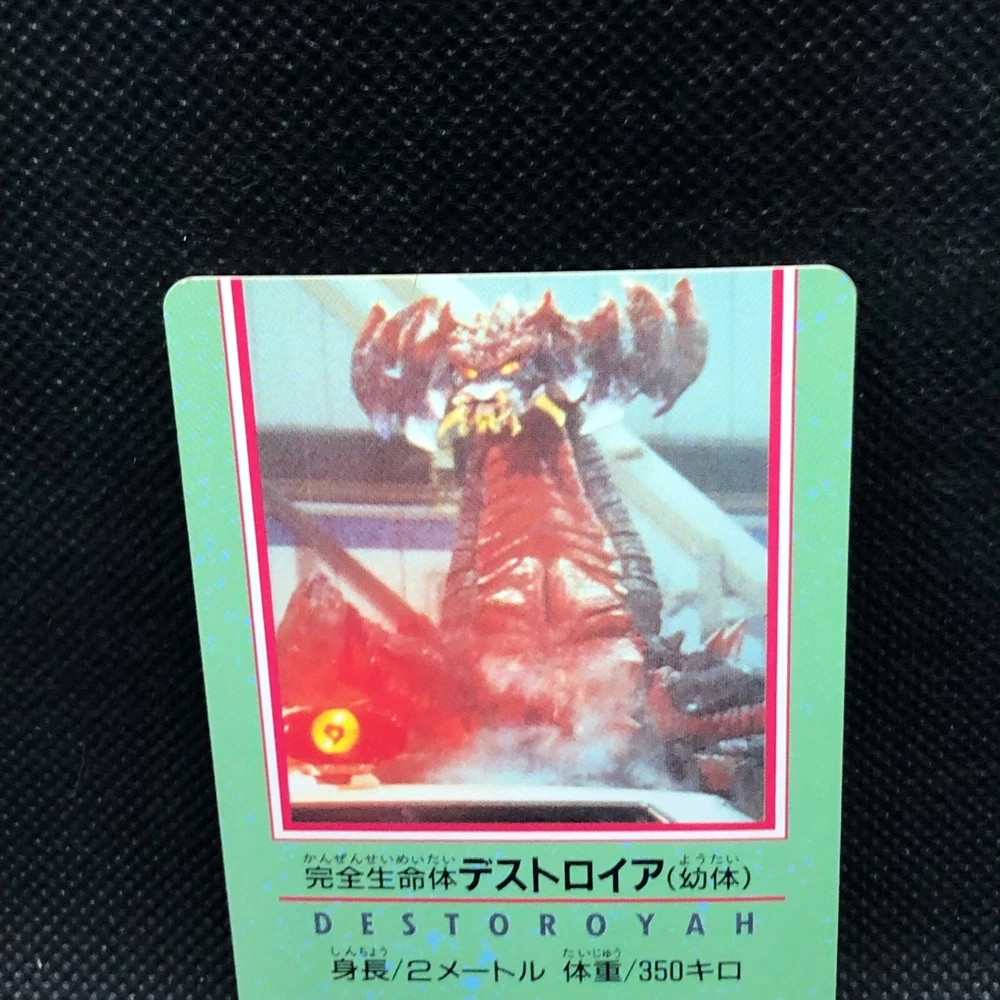 かんぜんせいめいたい ようたい
完全生命体デストロイア(幼体)
DESTOROYAH
しんちょう たいじゅう
身長/2メートル 体重/350キロ